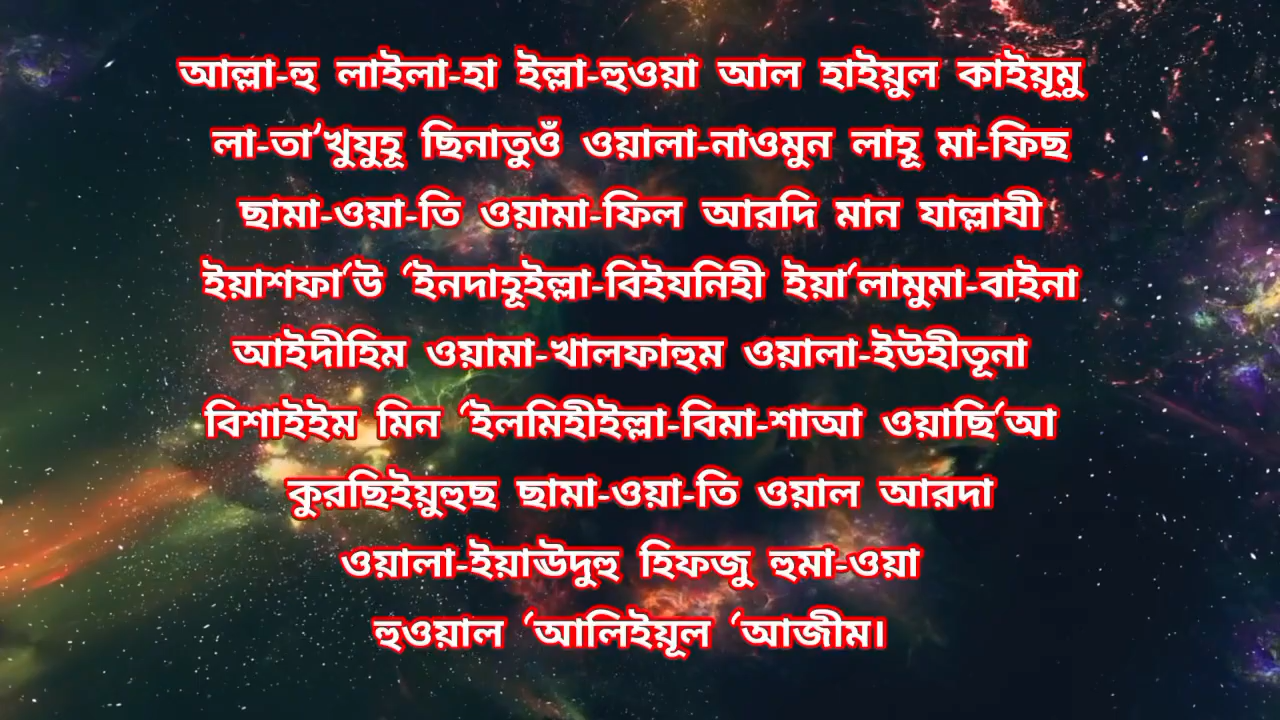 আল্লা-হু লাইলা-হা ইল্লা-হুওয়া আল হাইয়ুল কাইয়ূমু
লা-তা’খুযুহূ ছিনাতুওঁ ওয়ালা-নাওমুন লাহূ মা-ফিছ
ছামা-ওয়া-তি ওয়ামা-ফিল আরদি মান যাল্লাযী
ইয়াশফা‘উ ‘ইনদাহূইল্লা-বিইযনিহী ইয়া‘লামুমা-বাইনা
আইদীহিম ওয়ামা-খালফাহুম ওয়ালা-ইউহীতূনা
বিশাইইম মিন ‘ইলমিহীইল্লা-বিমা-শাআ ওয়াছি‘আ
কুরছিইয়ুহুছ ছামা-ওয়া-তি ওয়াল আরদা
ওয়ালা-ইয়াঊদুহু হিফজু হুমা-ওয়া
হুওয়াল ‘আলিইয়ূল ‘আজীম।